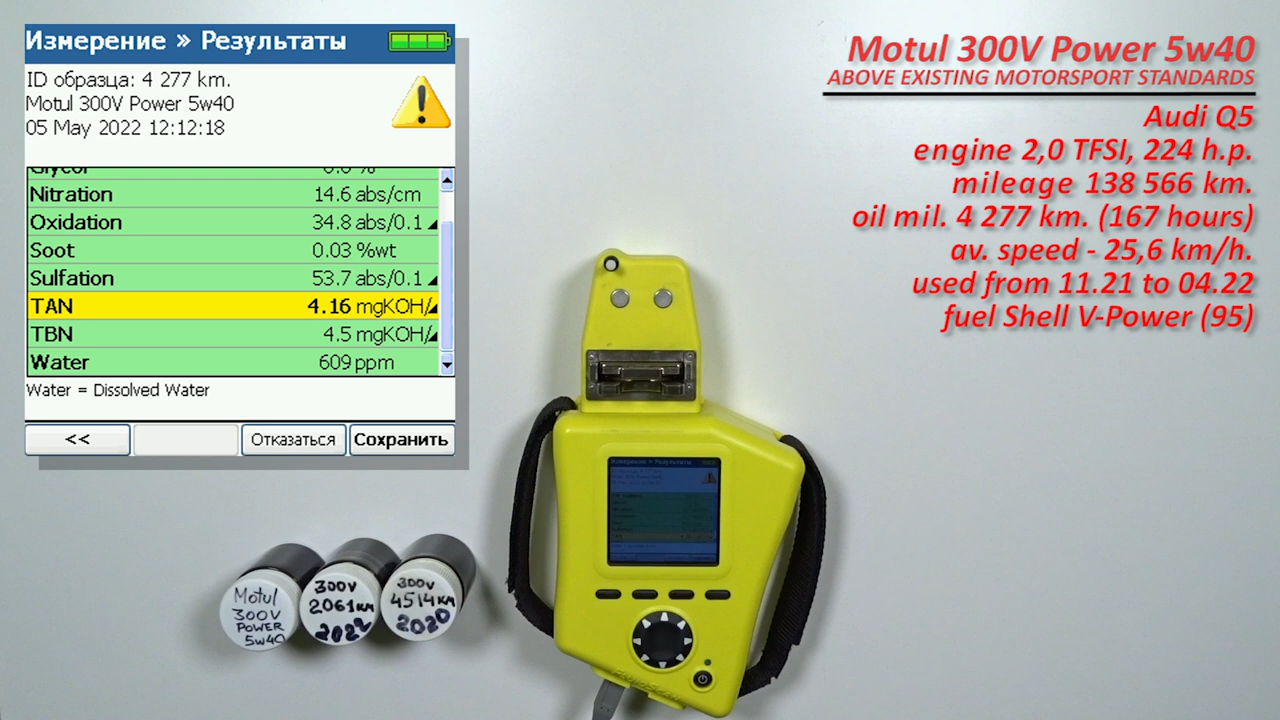 Измерение » Результаты
ID образца: 4 277 km.
Motul 300V Power 5w40
05 May 2022 12:12:18
Nitration 14.6 abs/cm
Oxidation 34.8 abs/0.1
Soot 0.03 %wt
Sulfation 53.7 abs/0.1
TAN 4.16 mgKOH/
TBN 4.5 mgKOH/
Water 609 ppm
Water = Dissolved Water
<<
Отказаться
Сохранить
Motul 300V Power 5w40
ABOVE EXISTING MOTORSPORT STANDARDS
Audi Q5
engine 2,0 TFSI, 224 h.p.
mileage 138 566 km.
oil mil. 4 277 km. (167 hours)
av. speed - 25,6 km/h.
used from 11.21 to 04.22
fuel Shell V-Power (95)
Измерение » Результаты
Motul
300V
POWER
5w40
300V
2061КМ
2022
300V
4514КМ
2020